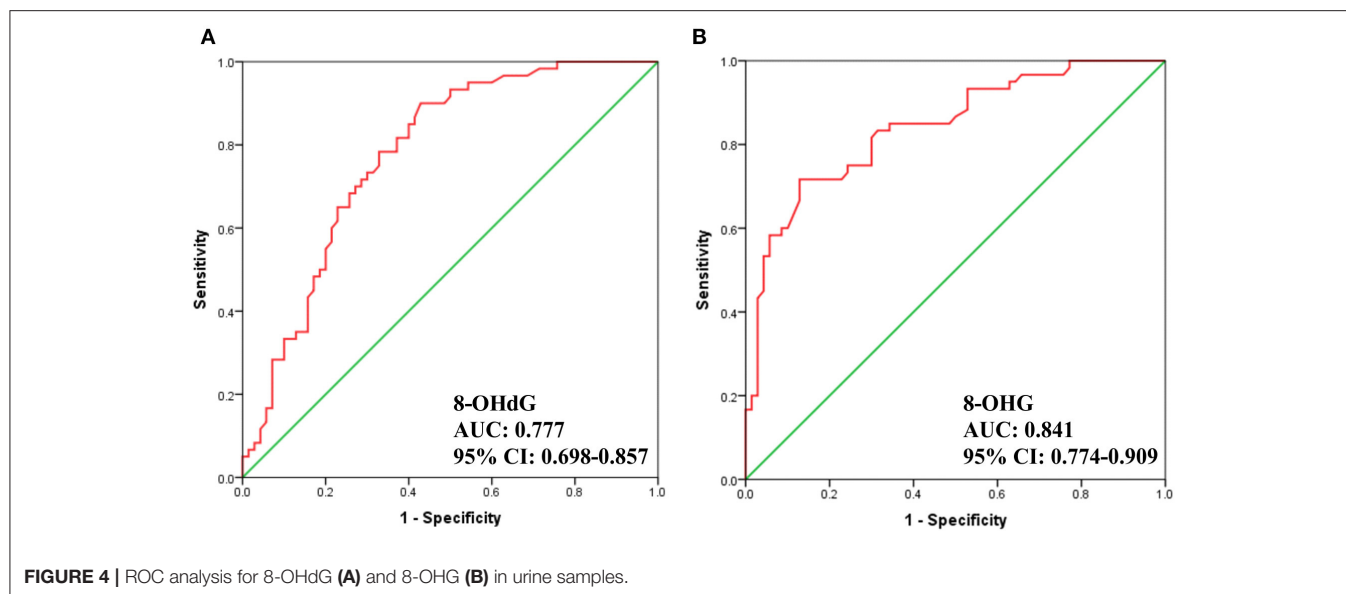 A
1.0
0.8
0.6
0.4
0.2
0.0
Sensitivity
0.0 0.2 0.4 0.6 0.8 1.0
1 - Specificity
8-OHdG
AUC: 0.777
95% CI: 0.698-0.857
B
1.0
0.8
0.6
0.4
0.2
0.0
Sensitivity
0.0 0.2 0.4 0.6 0.8 1.0
1 - Specificity
8-OHG
AUC: 0.841
95% CI: 0.774-0.909
FIGURE 4 | ROC analysis for 8-OHdG (A) and 8-OHG (B) in urine samples.